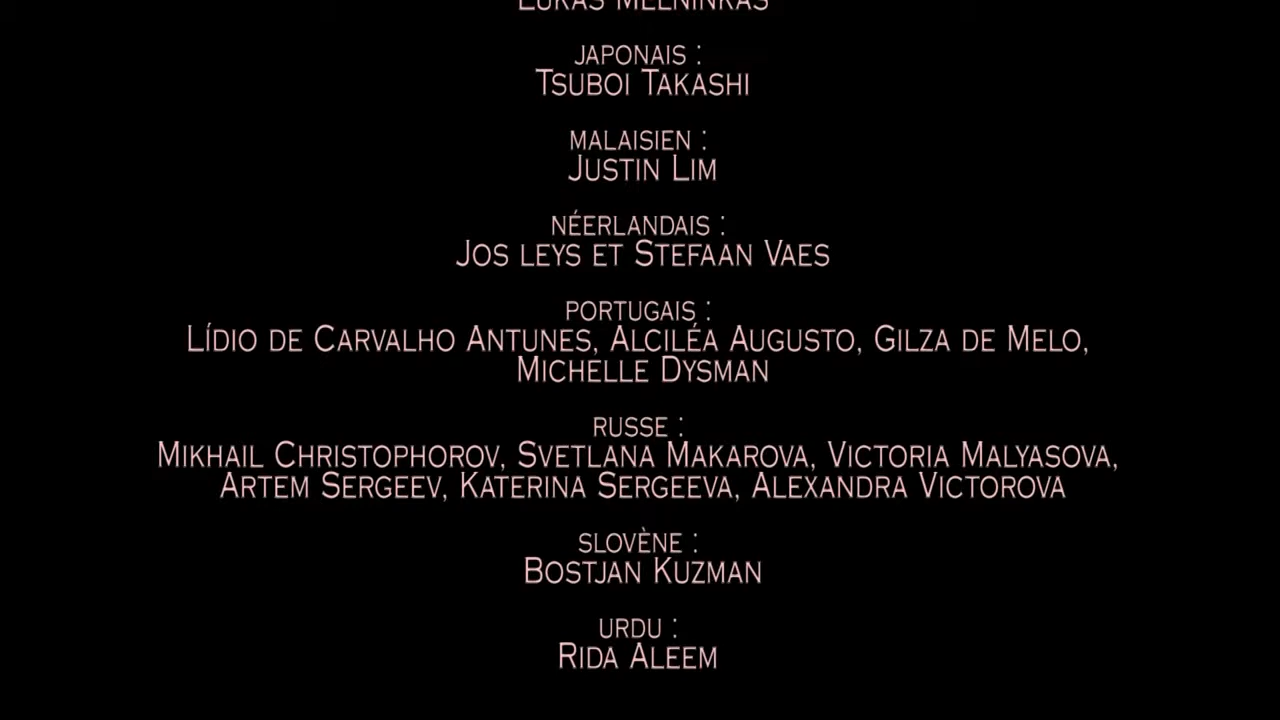 LUKAS MELNINKAS
JAPONAIS :
TSUBOI TAKASHI
MALAISIEN :
JUSTIN LIM
NÉERLANDAIS :
JOS LEYS ET STEFAAN VAES
PORTUGAIS :
LÍDIO DE CARVALHO ANTUNES, ALCILÉA AUGUSTO, GILZA DE MELO,
MICHELLE DYSMAN
RUSSE :
MIKHAIL CHRISTOPHOROV, SVETLANA MAKAROVA, VICTORIA MALYASOVA,
ARTEM SERGEEV, KATERINA SERGEEVA, ALEXANDRA VICTOROVA
SLOVÈNE :
BOSTJAN KUZMAN
URDU :
RIDA ALEEM